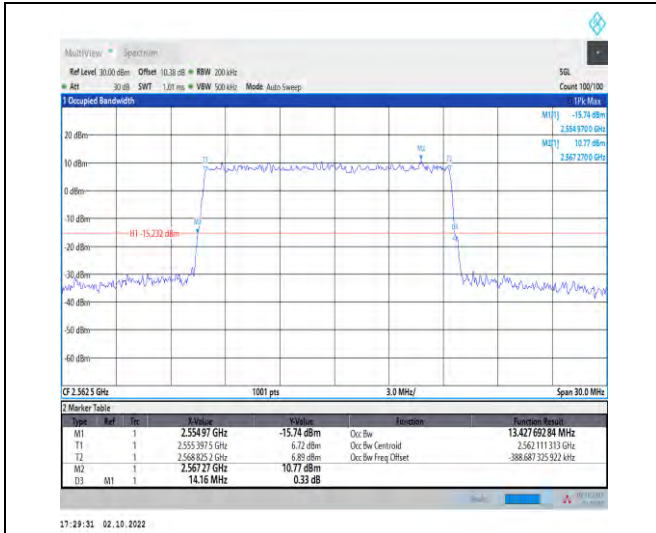 MultiView Spectrum
Ref Level 30.00 dBm Offset 10.38 dB RBW 200 kHz SGL
Att 30 dB SWT 1.01 ms VBW 500 kHz Mode Auto Sweep Count 100/100
1 Occupied Bandwidth 1Pk Max
M1[1] -15.74 dBm
2.55497 0 0 GHz
M2[1] 10.77 dBm
2.56727 0 0 GHz
20 dBm
10 dBm
0 dBm
-10 dBm
-20 dBm
-30 dBm
-40 dBm
-50 dBm
-60 dBm
T1
M2
T2
H1 -15.232 dBm
CF 2.562 5 GHz 1001 pts 3.0 MHz/ Span 30.0 MHz
2 Marker Table
Type Ref Trc X-Value Y-Value Function Function Result
M1 1 2.55497 GHz -15.74 dBm Occ Bw 13.427 692 84 MHz
T1 1 2.555 397 5 GHz 6.72 dBm Occ Bw Centroid 2.562 111 313 GHz
T2 1 2.568 825 2 GHz 6.89 dBm Occ Bw Freq Offset -388.687 325 922 kHz
M2 1 2.567 27 GHz 10.77 dBm
D3 M1 1 14.16 MHz 0.33 dB
17:29:31 02.10.2022